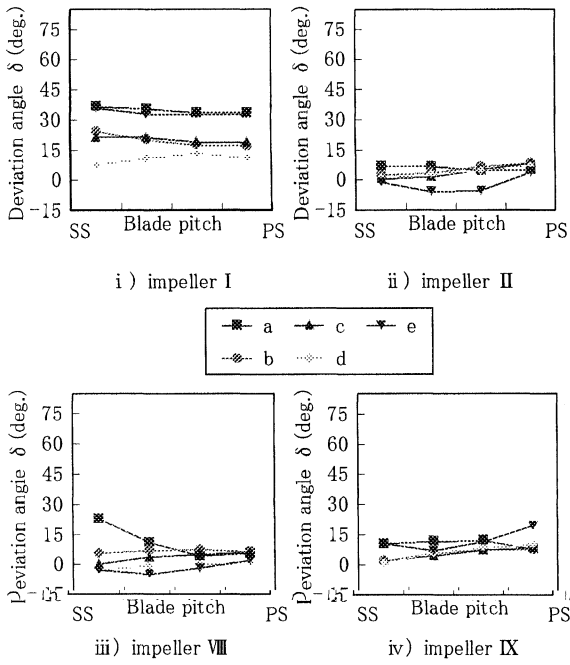 Deviation angle δ (deg.)
75
60
45
30
15
0
−15
SS
Blade pitch
PS
i ) impeller Ⅰ
Deviation angle δ (deg.)
75
60
45
30
15
0
−15
SS
Blade pitch
PS
ii ) impeller Ⅱ
a c e
b d
Deviation angle δ (deg.)
75
60
45
30
15
0
SS
Blade pitch
PS
iii ) impeller Ⅷ
Deviation angle δ (deg.)
75
60
45
30
15
0
SS
Blade pitch
PS
iv ) impeller Ⅸ